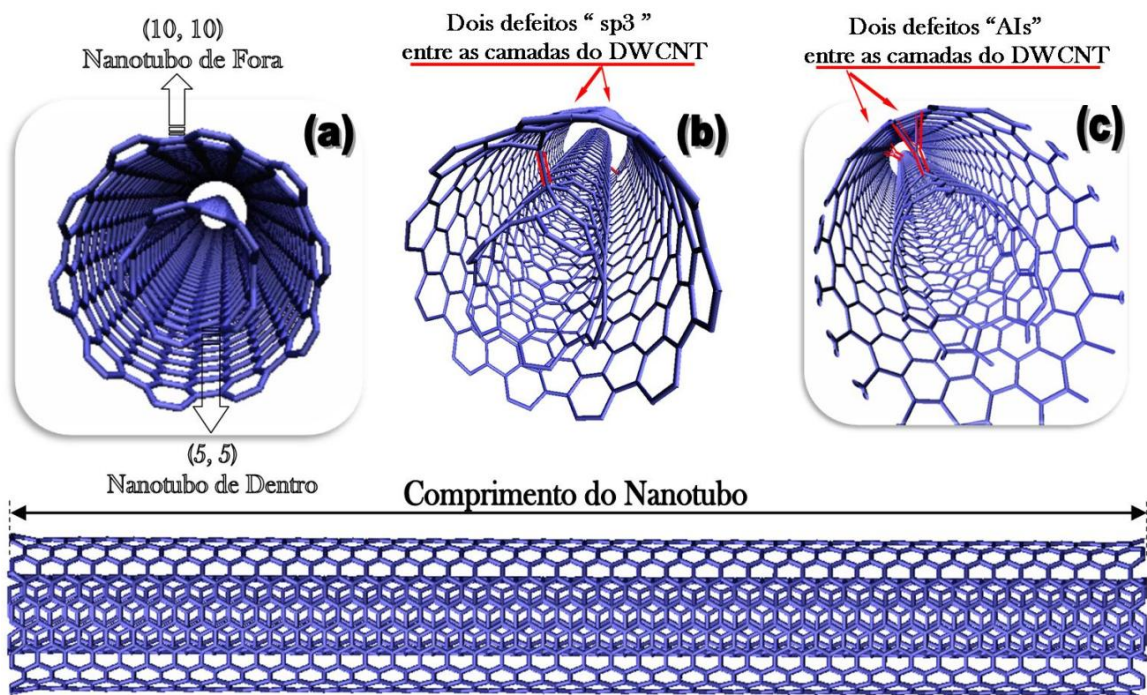 (10, 10)
Nanotubo de Fora
(a)
(5, 5)
Nanotubo de Dentro
Dois defeitos “ sp3 ”
entre as camadas do DWCNT
(b)
Dois defeitos “AIs”
entre as camadas do DWCNT
(c)
Comprimento do Nanotubo